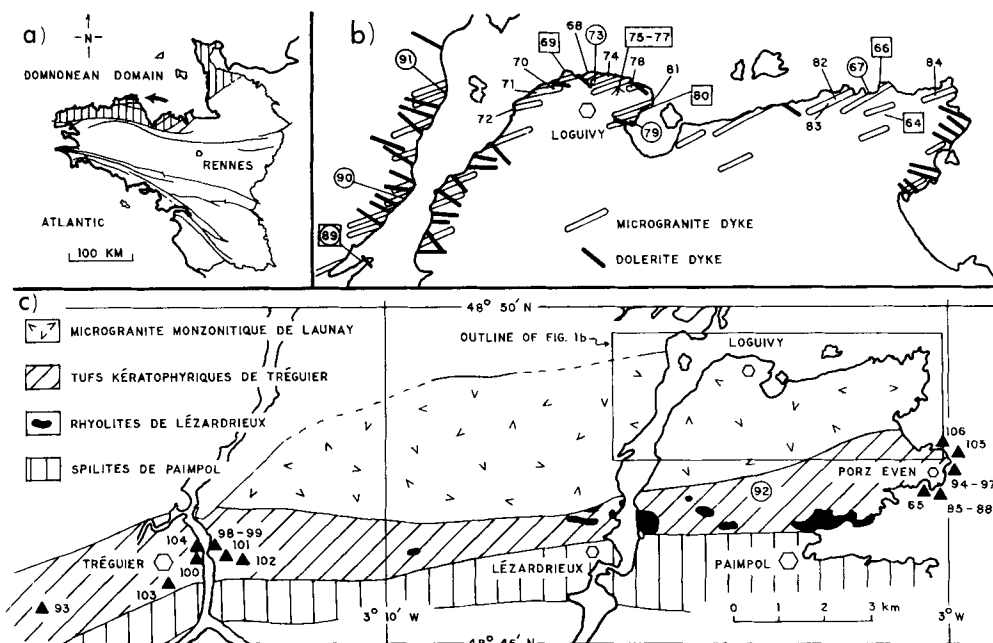 a)
-N-
DOMNONEAN DOMAIN
RENNES
ATLANTIC
100 KM
b)
91
90
89
69
68
73
75-77
70
74
78
71
81
72
80
LOGUIVY
79
66
82
67
84
83
64
MICROGRANITE DYKE
DOLERITE DYKE
c)
48° 50' N
MICROGRANITE MONZONITIQUE DE LAUNAY
OUTLINE OF FIG. 1b
LOGUIVY
TUFS KÉRATOPHYRIQUES DE TRÉGUIER
RHYOLITES DE LÉZARDRIEUX
SPILITES DE PAIMPOL
106
105
PORZ EVEN
94-97
92
65
85-88
104
98-99
101
TRÉGUIER
100
102
LÉZARDRIEUX
PAIMPOL
103
93
0 1 2 3 km
3° 10' W
3° W
48° 45' N